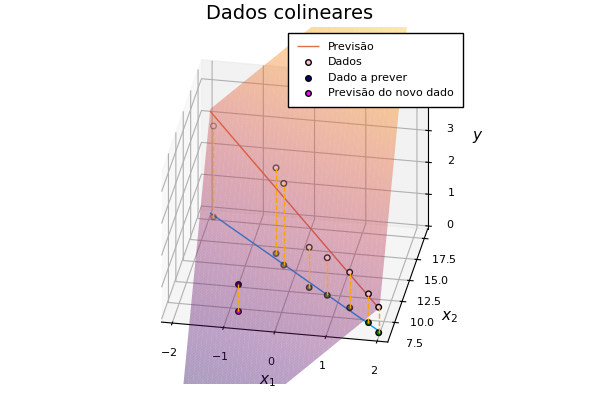 Dados colineares
Previsão
Dados
Dado a prever
Previsão do novo dado
3
2
1
0
y
17.5
15.0
12.5
10.0
7.5
x₂
−2
−1
0
1
2
x₁